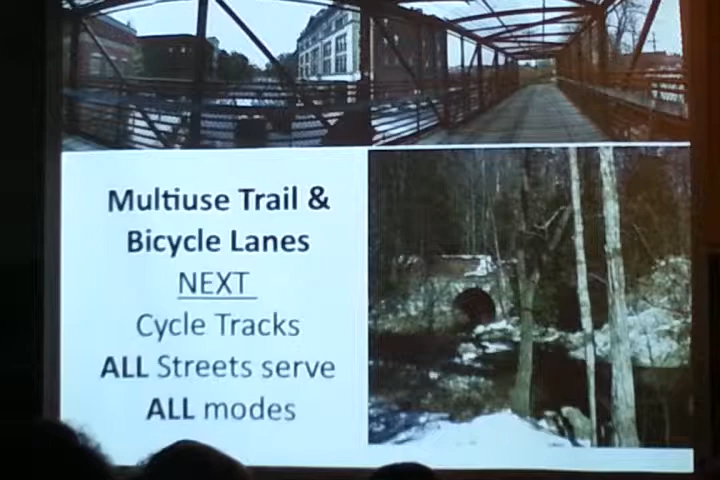 Multiuse Trail &
Bicycle Lanes
NEXT
Cycle Tracks
ALL Streets serve
ALL modes